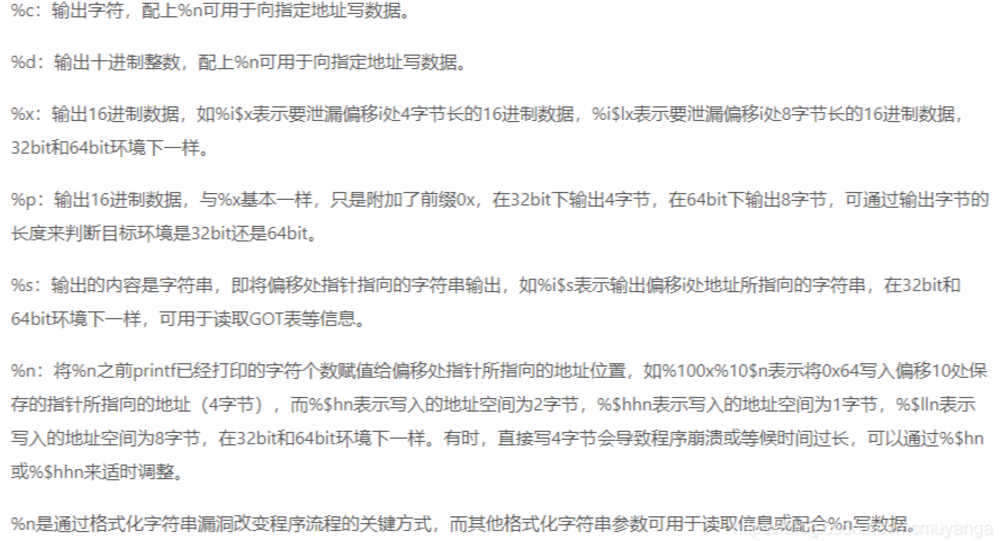 %c：输出字符，配上%n可用于向指定地址写数据。
%d：输出十进制整数，配上%n可用于向指定地址写数据。
%x：输出16进制数据，如%i$x表示要泄漏偏移i处4字节长的16进制数据，%i$lx表示要泄漏偏移i处8字节长的16进制数据，
32bit和64bit环境下一样。
%p：输出16进制数据，与%x基本一样，只是附加了前缀0x，在32bit下输出4字节，在64bit下输出8字节，可通过输出字节的
长度来判断目标环境是32bit还是64bit。
%s：输出的内容是字符串，即将偏移处指针指向的字符串输出，如%i$s表示输出偏移i处地址所指向的字符串，在32bit和
64bit环境下一样，可用于读取GOT表等信息。
%n：将%n之前printf已经打印的字符个数赋值给偏移处指针所指向的地址位置，如%100x%10$n表示将0x64写入偏移10处保
存的指针所指向的地址（4字节），而%$hn表示写入的地址空间为2字节，%$hhn表示写入的地址空间为1字节，%$lln表示
写入的地址空间为8字节，在32bit和64bit环境下一样。有时，直接写4字节会导致程序崩溃或等候时间过长，可以通过%$hn
或%$hhn来适时调整。
%n是通过格式化字符串漏洞改变程序流程的关键方式，而其他格式化字符串参数可用于读取信息或配合%n写数据。